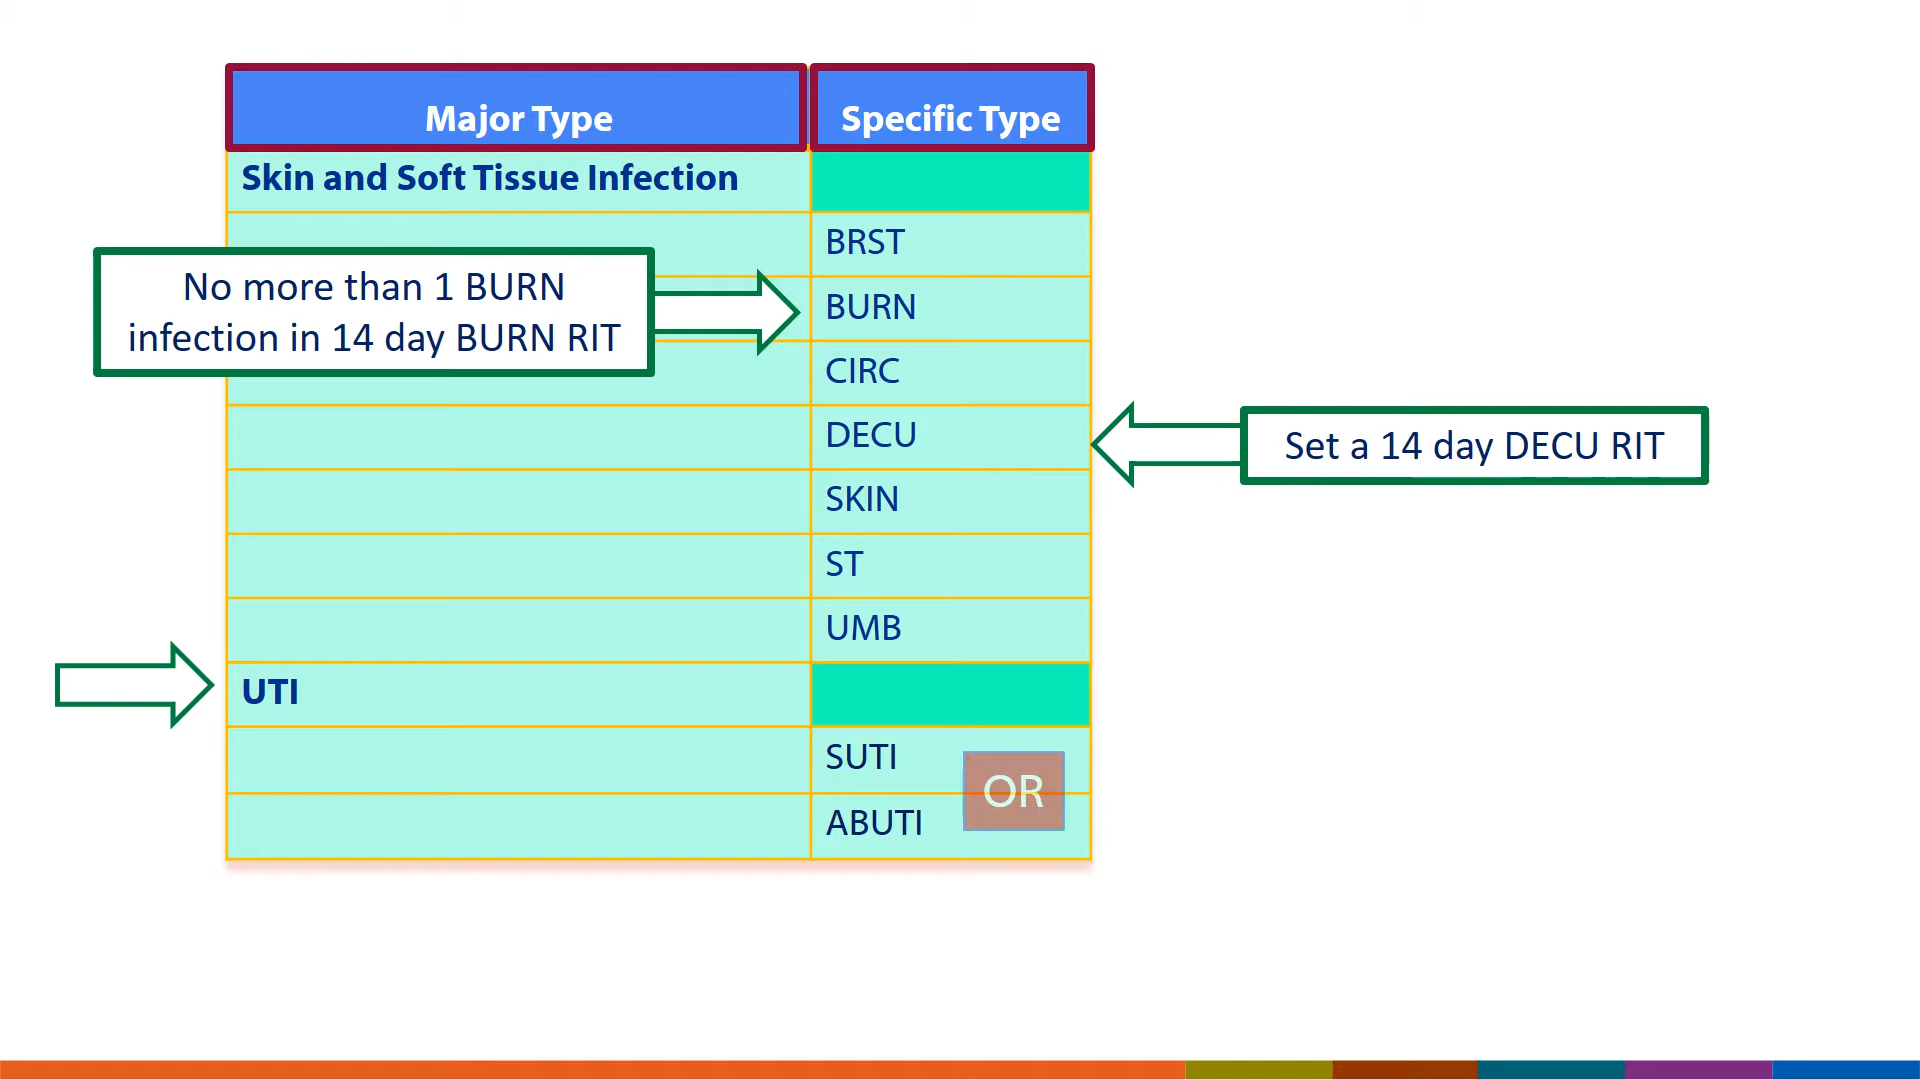 Major Type
Specific Type
Skin and Soft Tissue Infection
BRST
No more than 1 BURN
infection in 14 day BURN RIT
BURN
CIRC
DECU
Set a 14 day DECU RIT
SKIN
ST
UMB
UTI
SUTI
OR
ABUTI